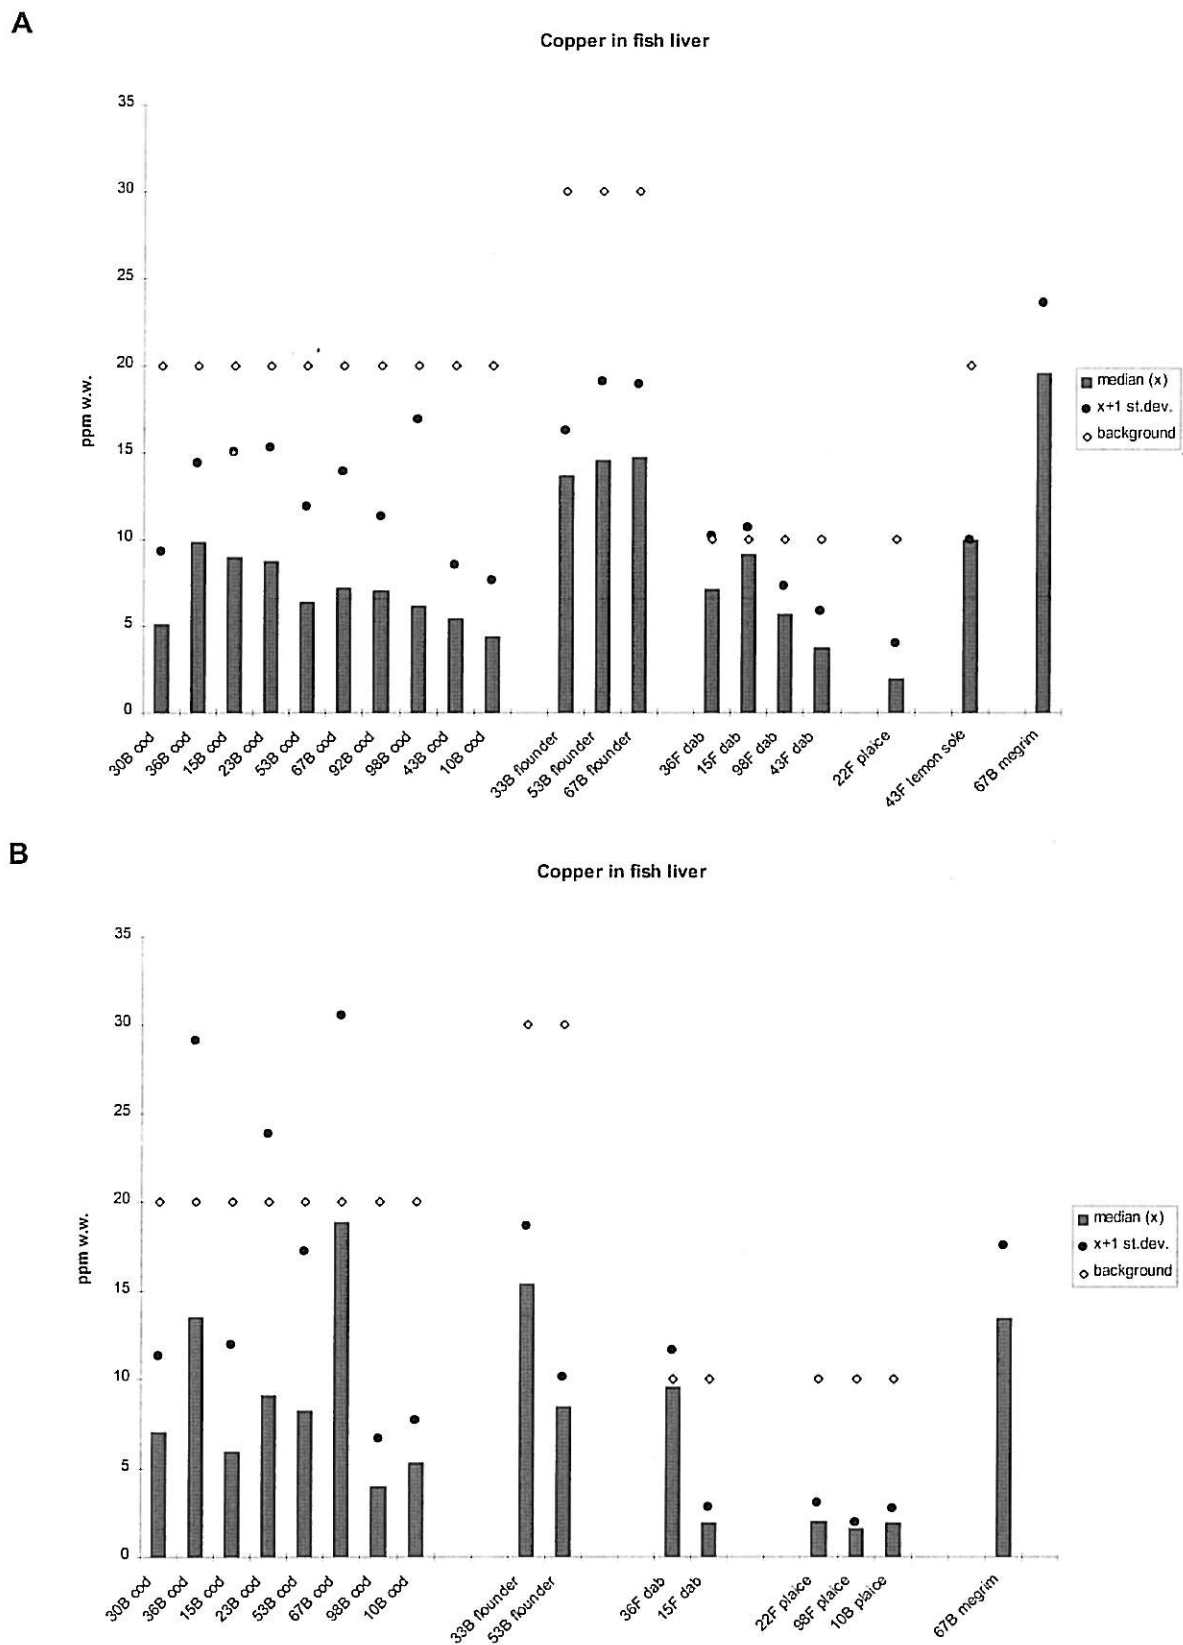 A
Copper in fish liver
35
30
25
20
15
10
5
0
ppm w.w.
median (x)
x+1 st.dev.
background
30B cod
36B cod
15B cod
23B cod
53B cod
67B cod
92B cod
98B cod
43B cod
10B cod
33B flounder
53B flounder
67B flounder
36F dab
15F dab
98F dab
43F dab
22F plaice
43F lemon sole
67B megrim
B
Copper in fish liver
35
30
25
20
15
10
5
0
ppm w.w.
median (x)
x+1 st.dev.
background
30B cod
36B cod
15B cod
23B cod
53B cod
67B cod
98B cod
10B cod
33B flounder
53B flounder
36F dab
15F dab
22F plaice
98F plaice
10B plaice
67B megrim